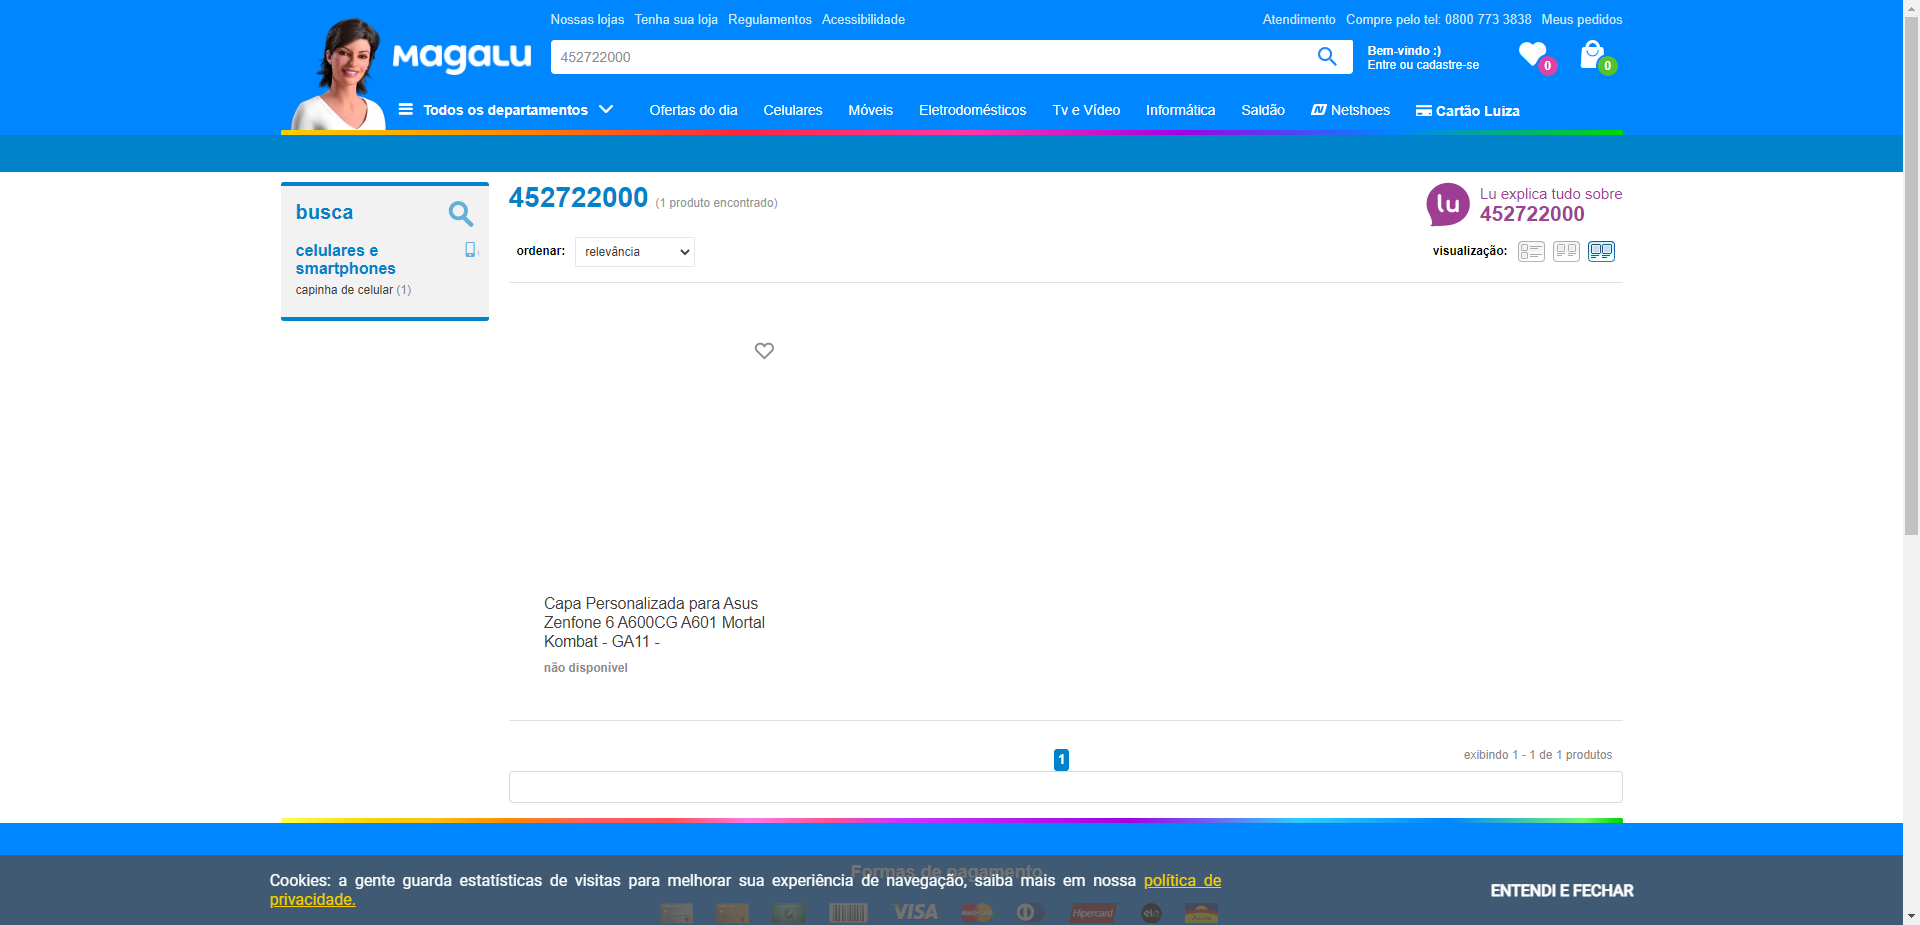 Nossas lojas Tenha sua loja Regulamentos Acessibilidade
Atendimento Compre pelo tel: 0800 773 3838 Meus pedidos
Magalu
452722000
Bem-vindo :)
Entre ou cadastre-se
0
0
Todos os departamentos
Ofertas do dia Celulares Móveis Eletrodomésticos Tv e Vídeo Informática Saldão Netshoes Cartão Luiza
busca
celulares e
smartphones
capinha de celular (1)
452722000 (1 produto encontrado)
lu
Lu explica tudo sobre
452722000
ordenar: relevância
visualização:
Capa Personalizada para Asus
Zenfone 6 A600CG A601 Mortal
Kombat - GA11 -
não disponível
1
exibindo 1 - 1 de 1 produtos
Formas de pagamento
Cookies: a gente guarda estatísticas de visitas para melhorar sua experiência de navegação, saiba mais em nossa política de
privacidade.
ENTENDI E FECHAR
VISA
Hipercard
elo